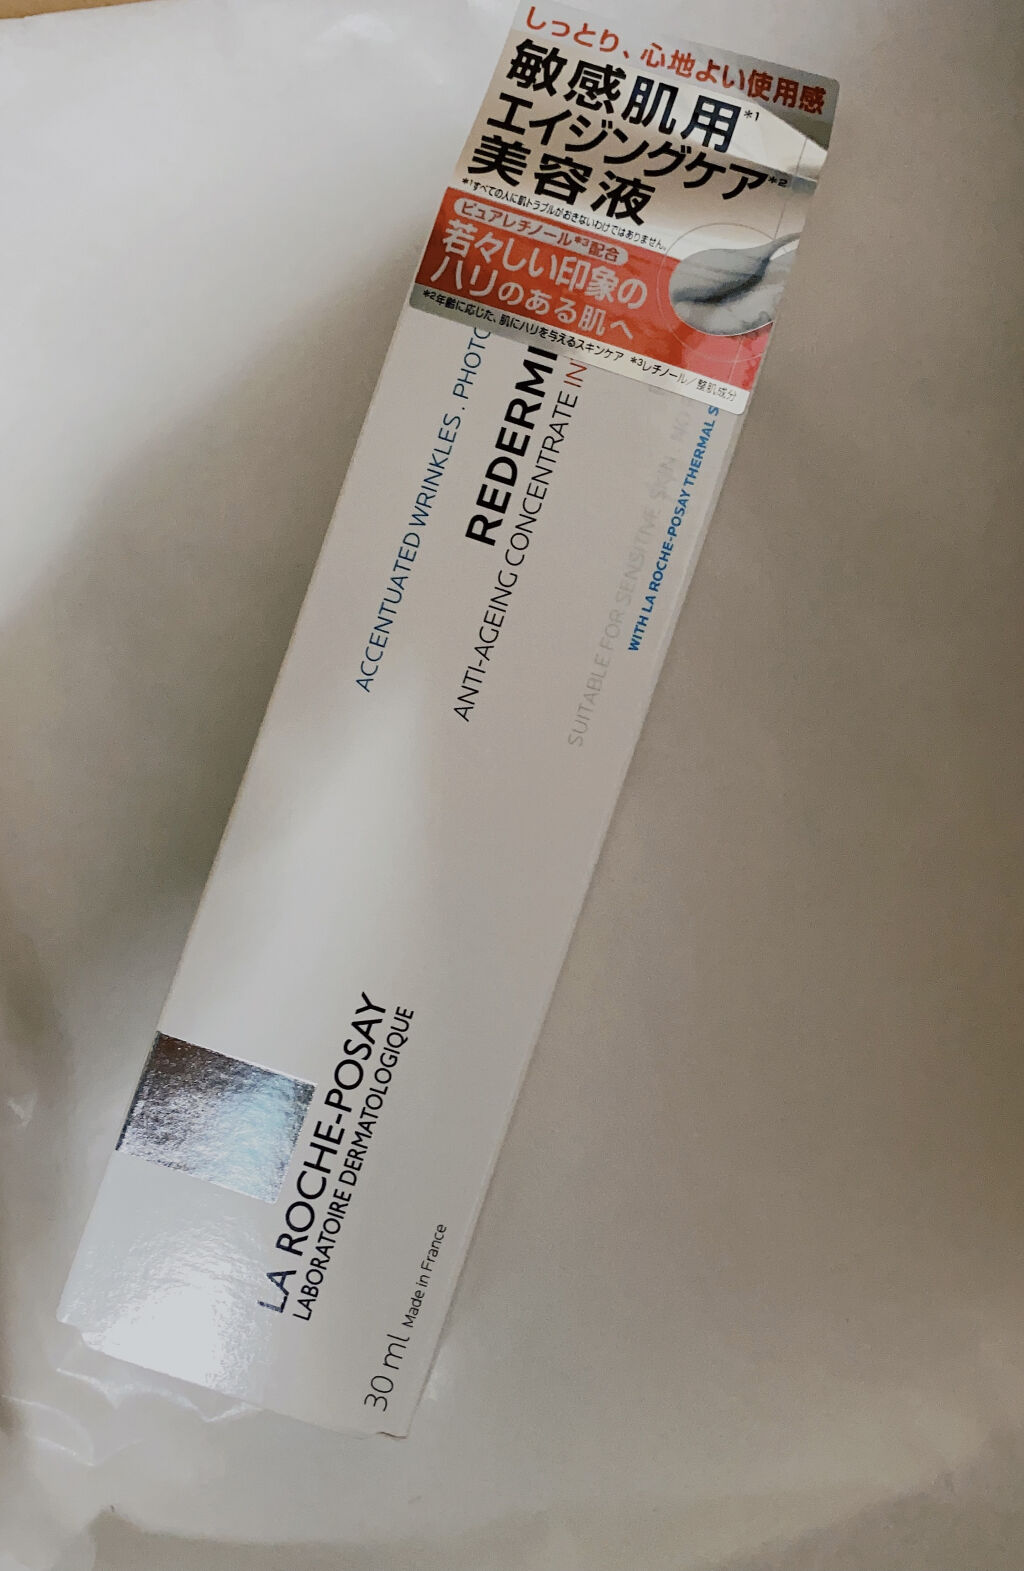 しっとり、心地よい使用感
敏感肌用*1
エイジングケア*2
美容液
*1すべての人に肌トラブルがおきないわけではありません。
ピュアレチノール*3配合
若々しい印象の
ハリのある肌へ
*2年齢に応じた、肌にハリを与えるスキンケア *3レチノール/整肌成分
ACCENTUATED WRINKLES. PHOTO
REDERMI
ANTI-AGEING CONCENTRATE IN
SUITABLE FOR SENSITIVE SKIN
WITH LA ROCHE-POSAY THERMAL S
LA ROCHE-POSAY
LABORATOIRE DERMATOLOGIQUE
30 ml Made in France